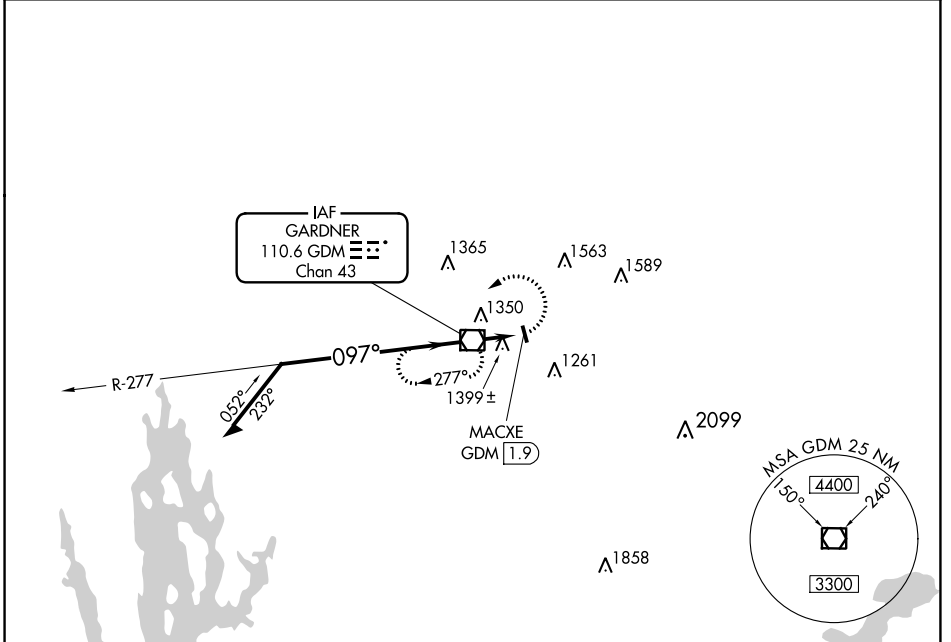 IAF
GARDNER
110.6 GDM
Chan 43
1365
1563
1589
1350
097°
R-277
277°
1399 ±
1261
052°
232°
MACXE
GDM 1.9
2099
MSA GDM 25 NM
4400
150°
240°
3300
1858